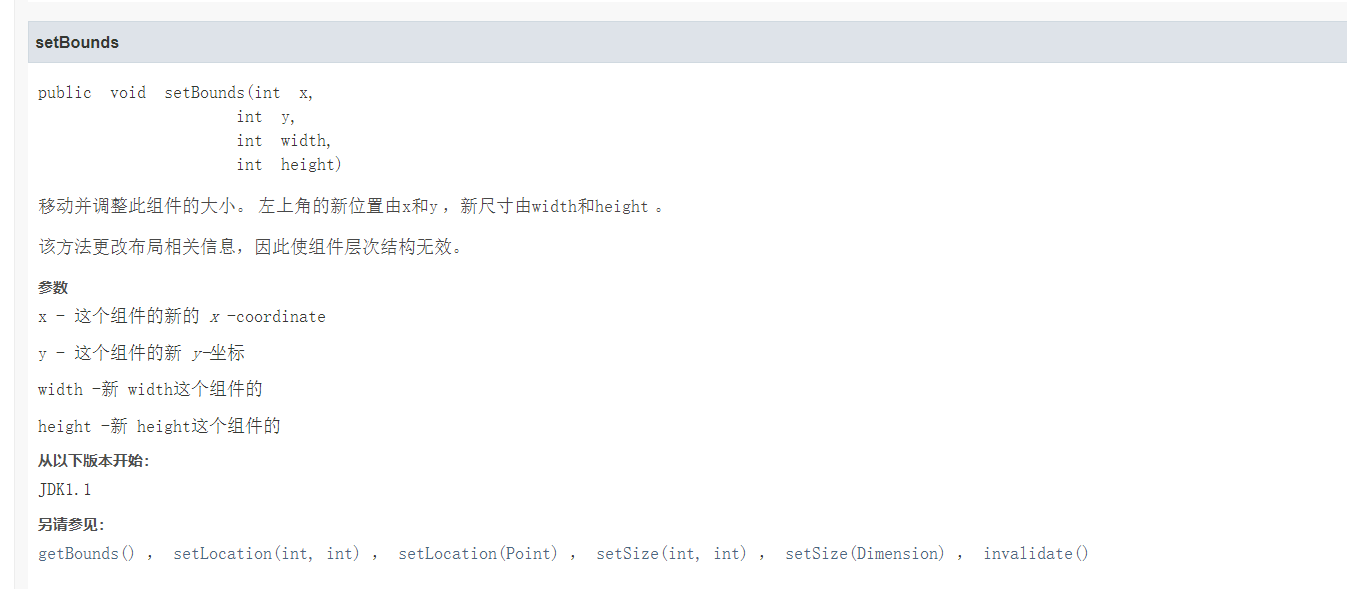 setBounds
public void setBounds(int x,
int y,
int width,
int height)
移动并调整此组件的大小。 左上角的新位置由x和y ，新尺寸由width和height 。
该方法更改布局相关信息，因此使组件层次结构无效。
参数
x - 这个组件的新的 x -coordinate
y - 这个组件的新 y-坐标
width -新 width这个组件的
height -新 height这个组件的
从以下版本开始：
JDK1.1
另请参见：
getBounds() ， setLocation(int, int) ， setLocation(Point) ， setSize(int, int) ， setSize(Dimension) ， invalidate()